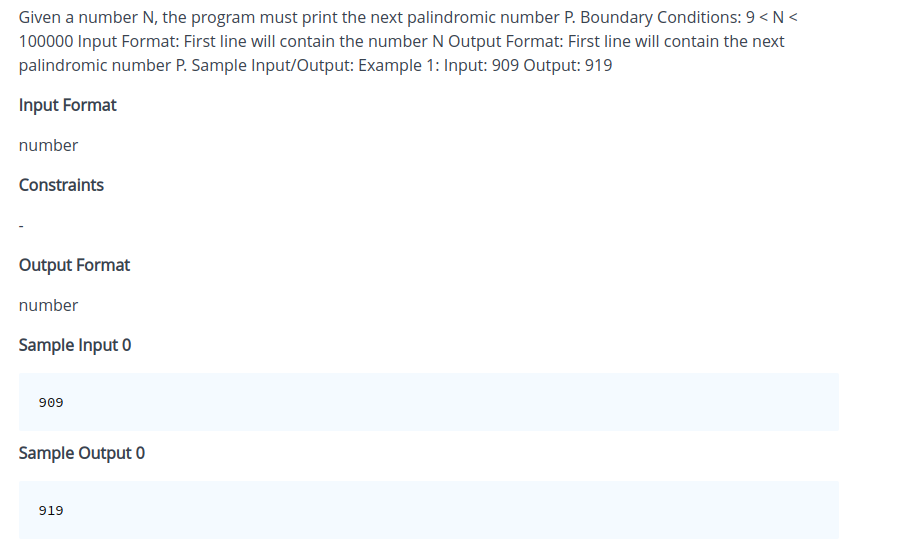 Given a number N, the program must print the next palindromic number P. Boundary Conditions: 9 < N <
100000 Input Format: First line will contain the number N Output Format: First line will contain the next
palindromic number P. Sample Input/Output: Example 1: Input: 909 Output: 919
Input Format
number
Constraints
-
Output Format
number
Sample Input 0
909
Sample Output 0
919